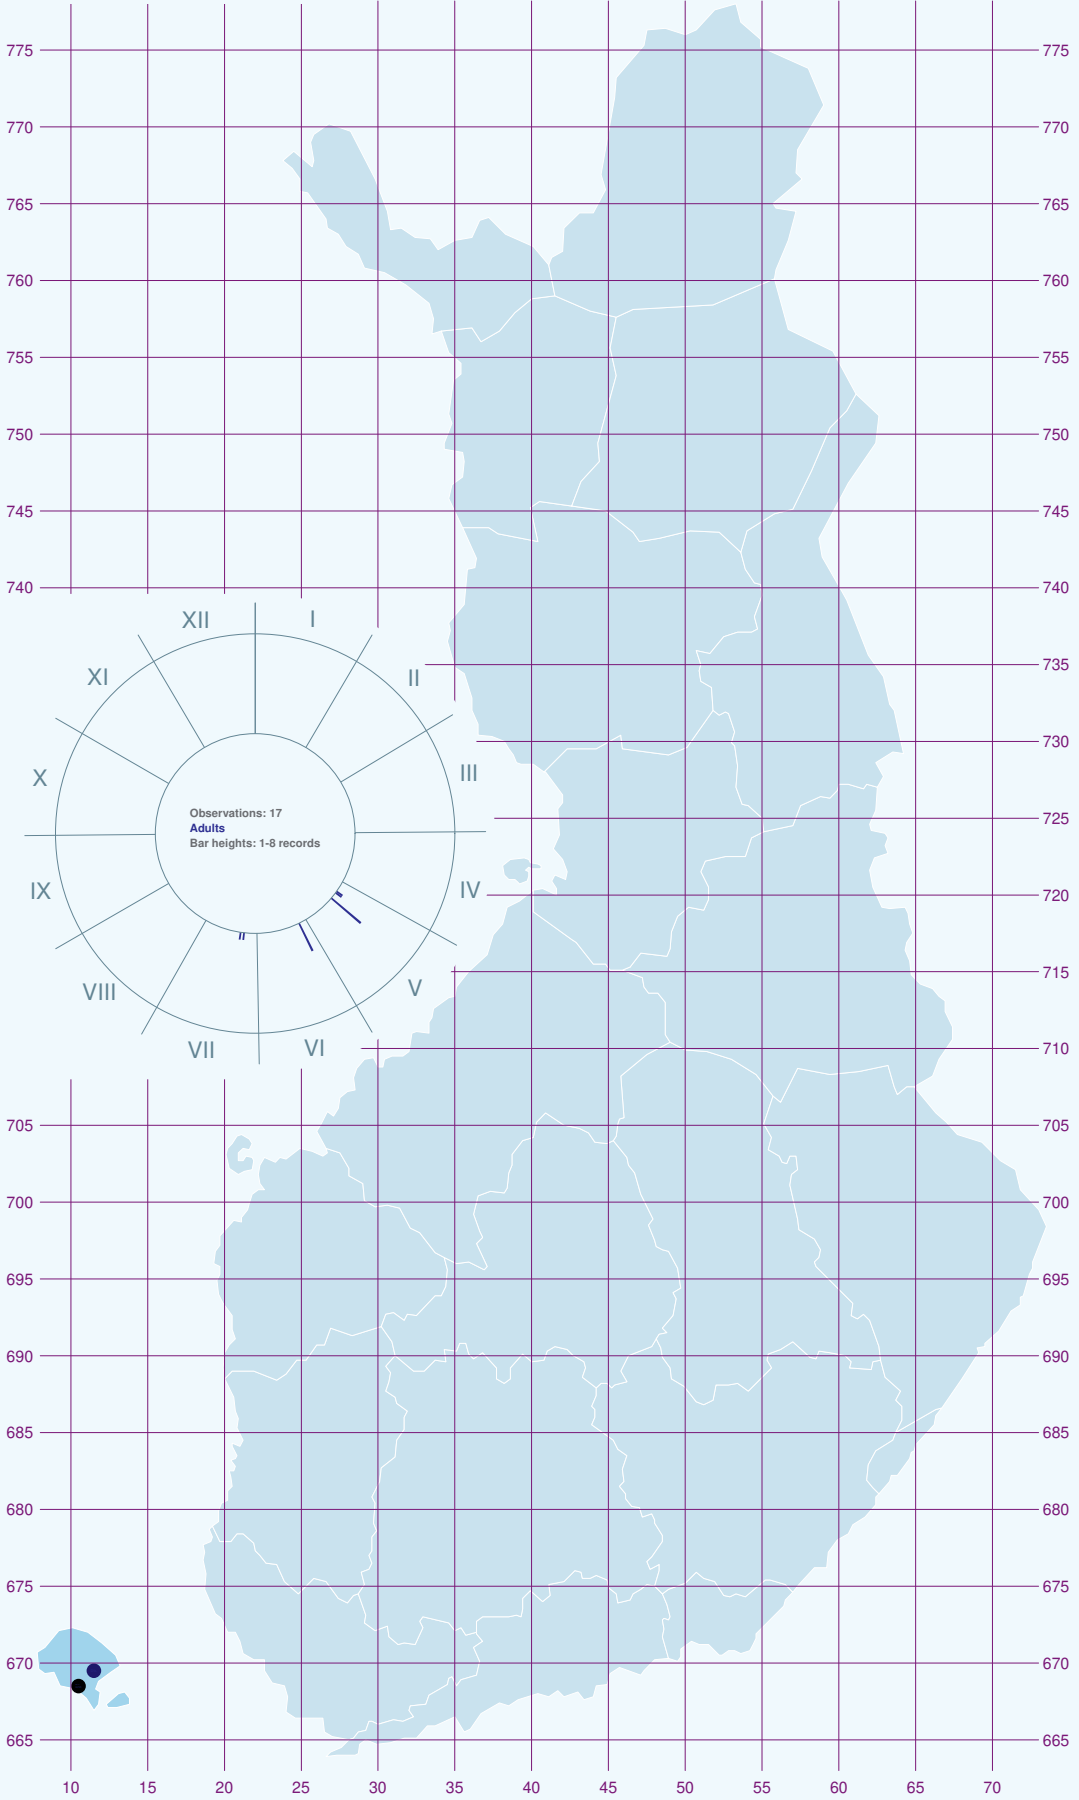 775 775
770 770
765 765
760 760
755 755
750 750
745 745
740 740
XII I
XI II
735
730
X III
725
Observations: 17
Adults
Bar heights: 1-8 records
IX IV
720
VIII V
715
VII VI
710
705 705
700 700
695 695
690 690
685 685
680 680
675 675
670 670
665 665
10 15 20 25 30 35 40 45 50 55 60 65 70